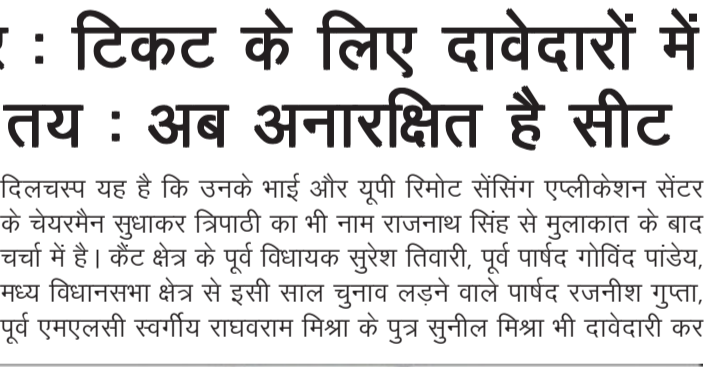 : टिकट के लिए दावेदारों में
तय : अब अनारक्षित है सीट
दिलचस्प यह है कि उनके भाई और यूपी रिमोट सेंसिंग एप्लीकेशन सेंटर
के चेयरमैन सुधाकर त्रिपाठी का भी नाम राजनाथ सिंह से मुलाकात के बाद
चर्चा में है। कैंट क्षेत्र के पूर्व विधायक सुरेश तिवारी, पूर्व पार्षद गोविंद पांडेय,
मध्य विधानसभा क्षेत्र से इसी साल चुनाव लड़ने वाले पार्षद रजनीश गुप्ता,
पूर्व एमएलसी स्वर्गीय राघवराम मिश्रा के पुत्र सुनील मिश्रा भी दावेदारी कर